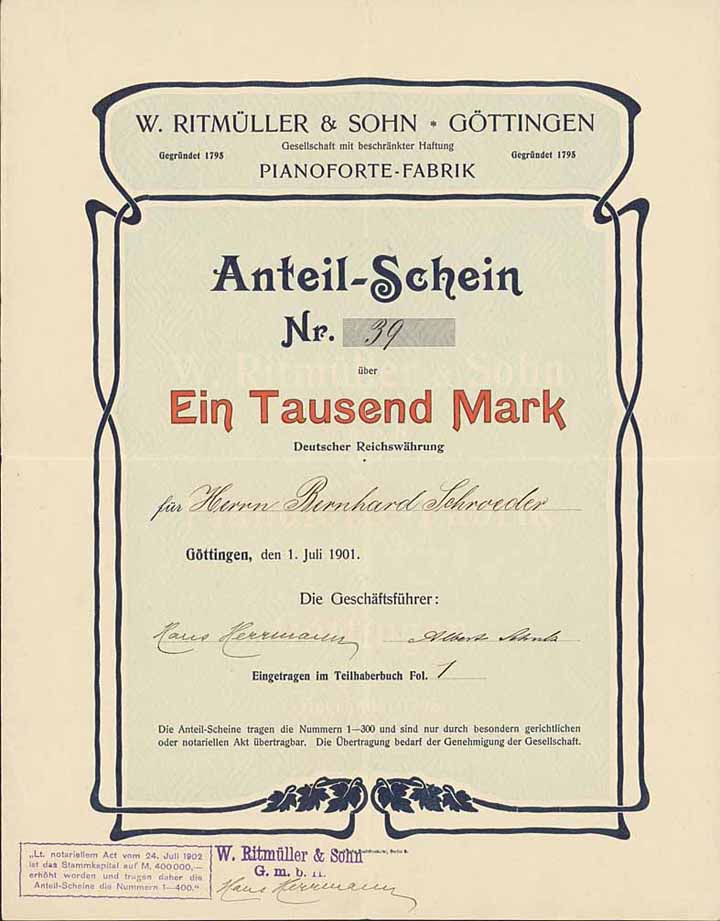 W. RITMÜLLER & SOHN * GÖTTINGEN
Gesellschaft mit beschränkter Haftung
Gegründet 1795 Gegründet 1795
PIANOFORTE-FABRIK
Anteil-Schein
Nr. 39
über
Ein Tausend Mark
Deutscher Reichswährung
für Herrn Bernhard Schroeder
Göttingen, den 1. Juli 1901.
Die Geschäftsführer:
Hans Herrmann Albert
Eingetragen im Teilhaberbuch Fol. 1
Die Anteil-Scheine tragen die Nummern 1—300 und sind nur durch besondern gerichtlichen
oder notariellen Akt übertragbar. Die Übertragung bedarf der Genehmigung der Gesellschaft.
„Lt. notariellem Act vom 24. Juli 1902
ist das Stammkapital auf M. 400000,—
erhöht worden und tragen daher die
Anteil-Scheine die Nummern 1—400."
W. Ritmüller & Sohn
G. m. b. H.
Hans Herrmann